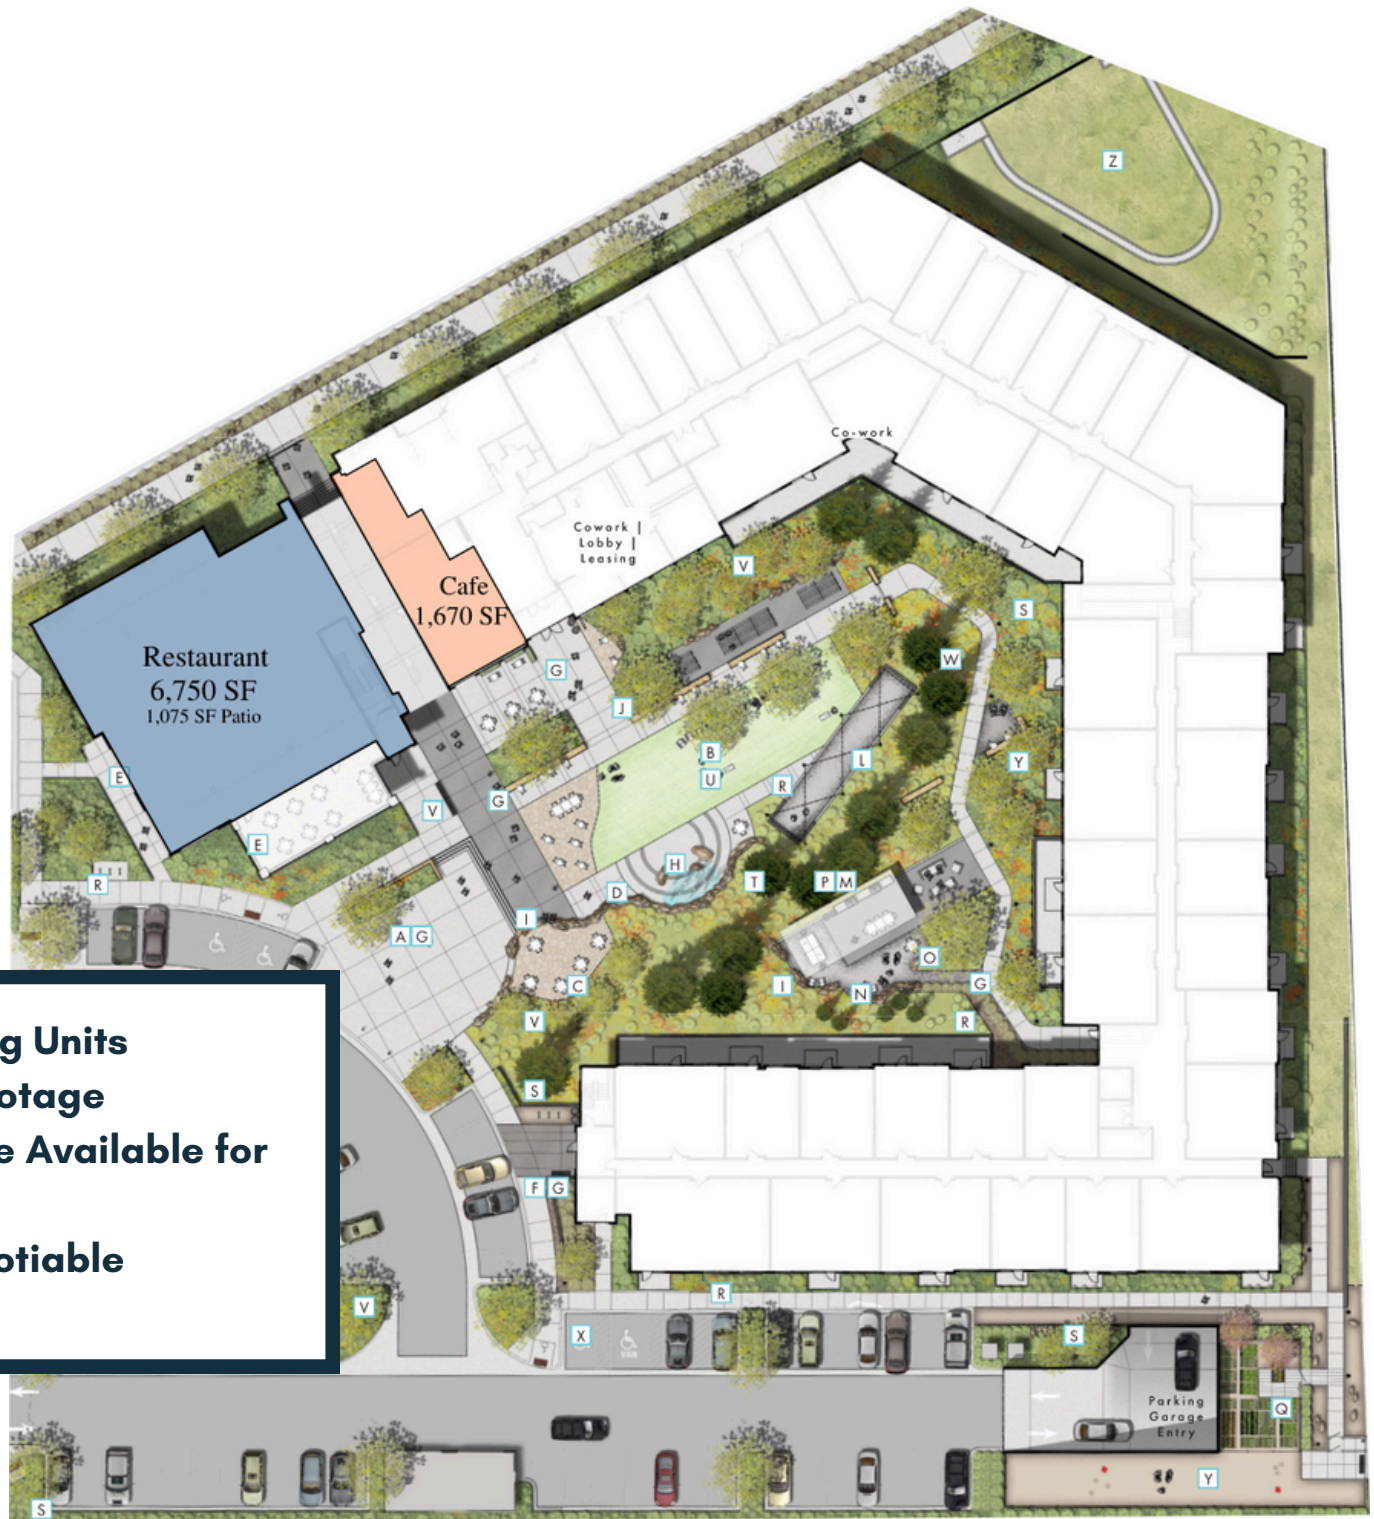 Z
Co-work
Cowork |
Lobby |
Leasing
V
Cafe
1,670 SF
S
Restaurant
6,750 SF
1,075 SF Patio
G
W
J
B
L
Y
E
U
R
G
V
E
H
R
T
P M
D
I
A G
O
C
I
N
G
V
R
g Units
S
otage
e Available for
F G
otiable
R
V
X
VAN
S
Parking
Garage
Entry
Q
Y
S